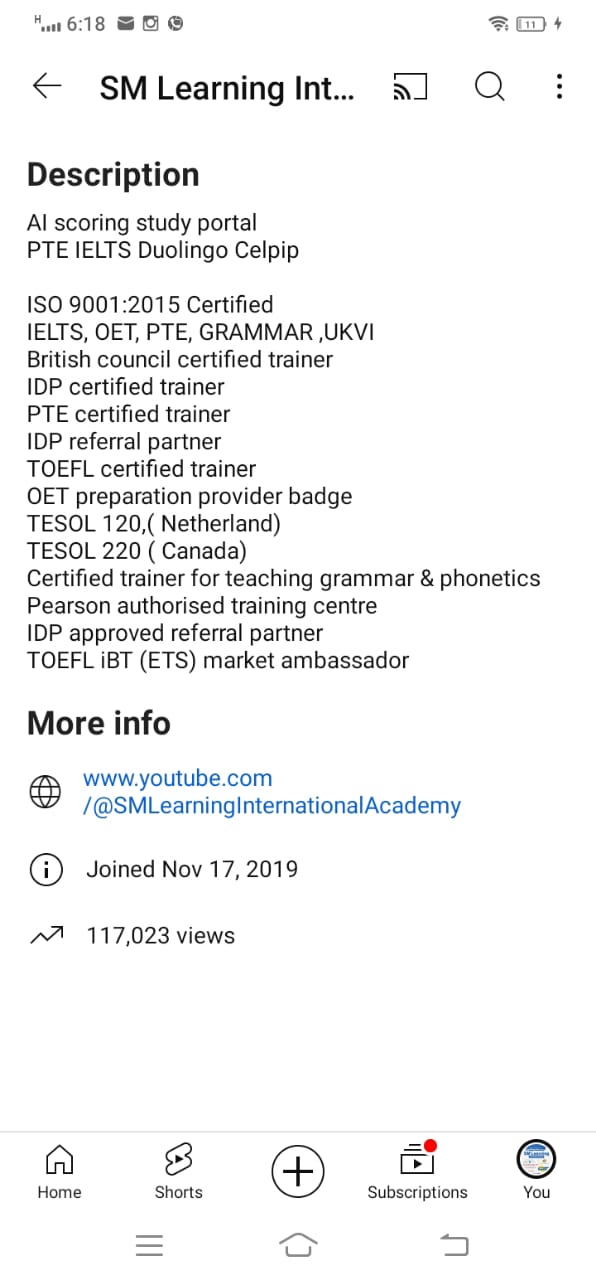 H 6:18 11
SM Learning Int...
Description
AI scoring study portal
PTE IELTS Duolingo Celpip
ISO 9001:2015 Certified
IELTS, OET, PTE, GRAMMAR ,UKVI
British council certified trainer
IDP certified trainer
PTE certified trainer
IDP referral partner
TOEFL certified trainer
OET preparation provider badge
TESOL 120,( Netherland)
TESOL 220 ( Canada)
Certified trainer for teaching grammar & phonetics
Pearson authorised training centre
IDP approved referral partner
TOEFL iBT (ETS) market ambassador
More info
www.youtube.com
/@SMLearningInternationalAcademy
Joined Nov 17, 2019
117,023 views
Home Shorts Subscriptions You